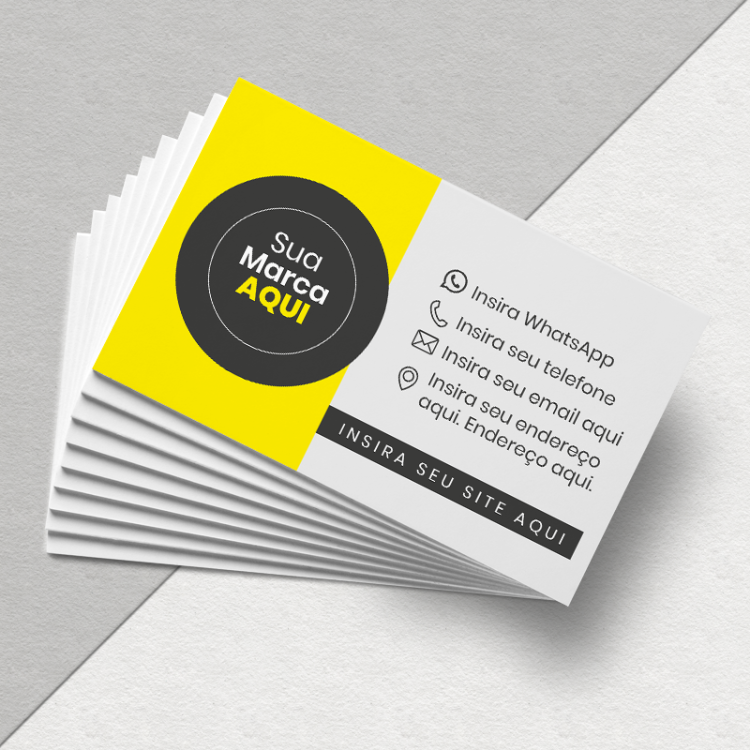 Sua
Marca
AQUI
Insira WhatsApp
Insira seu telefone
Insira seu email aqui
Insira seu endereço
aqui. Endereço aqui.
INSIRA SEU SITE AQUI